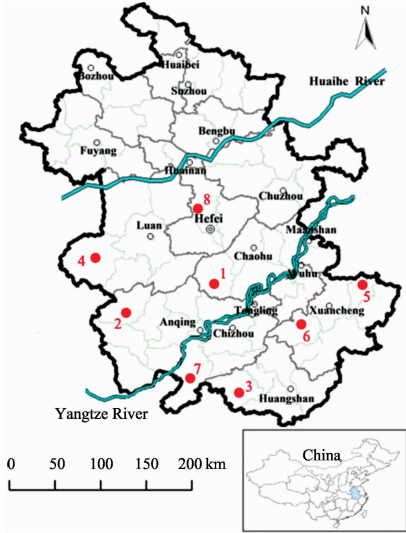 N
Huaibei
Bozhou
Suzhou
Huaihe River
Bengbu
Fuyang
Huainan
Chuzhou
8
Hefei
Luan
Maanshan
Chaohu
4
Wuhu
1
5
2
Tongling
Xuancheng
Anqing
6
Chizhou
7
3
Huangshan
Yangtze River
China
0 50 100 150 200 km